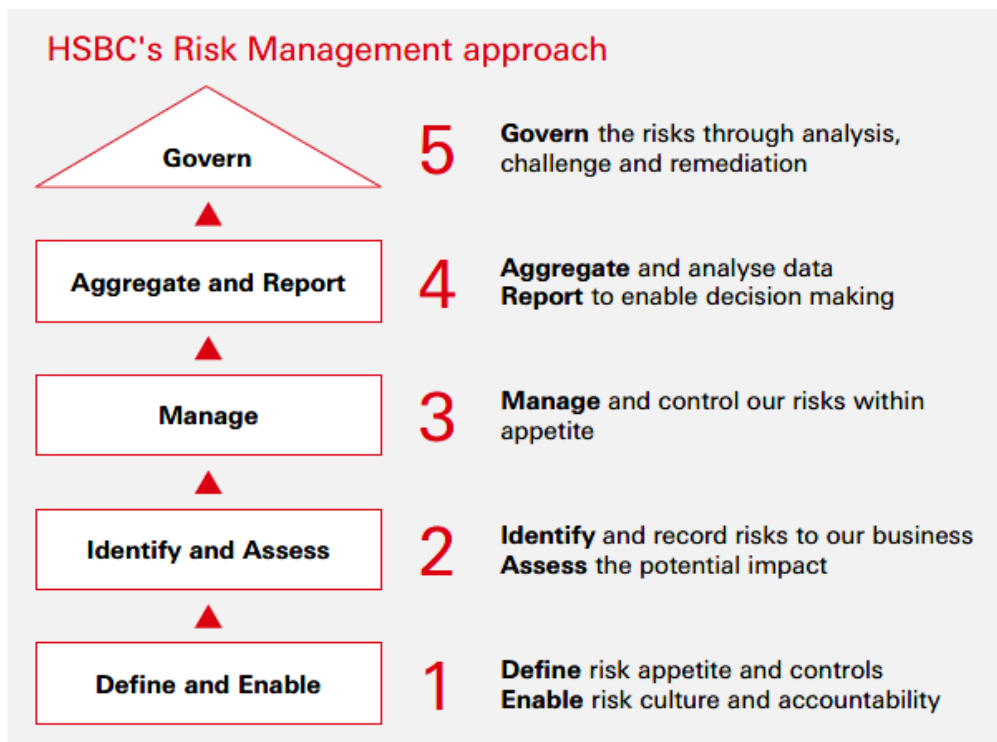 HSBC's Risk Management approach
Govern
5
Govern the risks through analysis,
challenge and remediation
Aggregate and Report
4
Aggregate and analyse data
Report to enable decision making
Manage
3
Manage and control our risks within
appetite
Identify and Assess
2
Identify and record risks to our business
Assess the potential impact
Define and Enable
1
Define risk appetite and controls
Enable risk culture and accountability